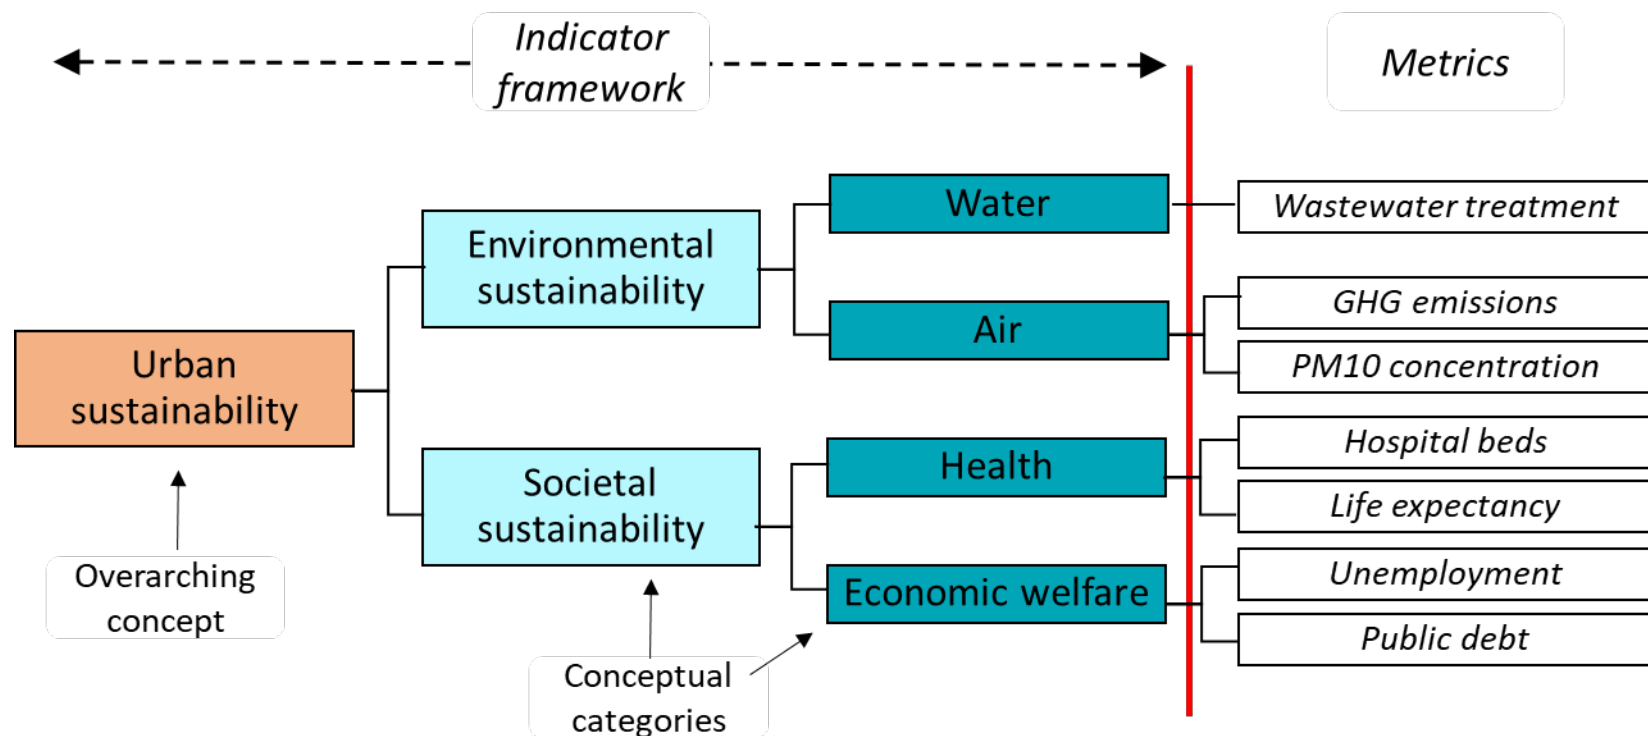 Indicator
framework
Metrics
Water
Wastewater treatment
Environmental
sustainability
GHG emissions
Air
PM10 concentration
Urban
sustainability
Hospital beds
Health
Societal
sustainability
Life expectancy
Unemployment
Economic welfare
Public debt
Overarching
concept
Conceptual
categories